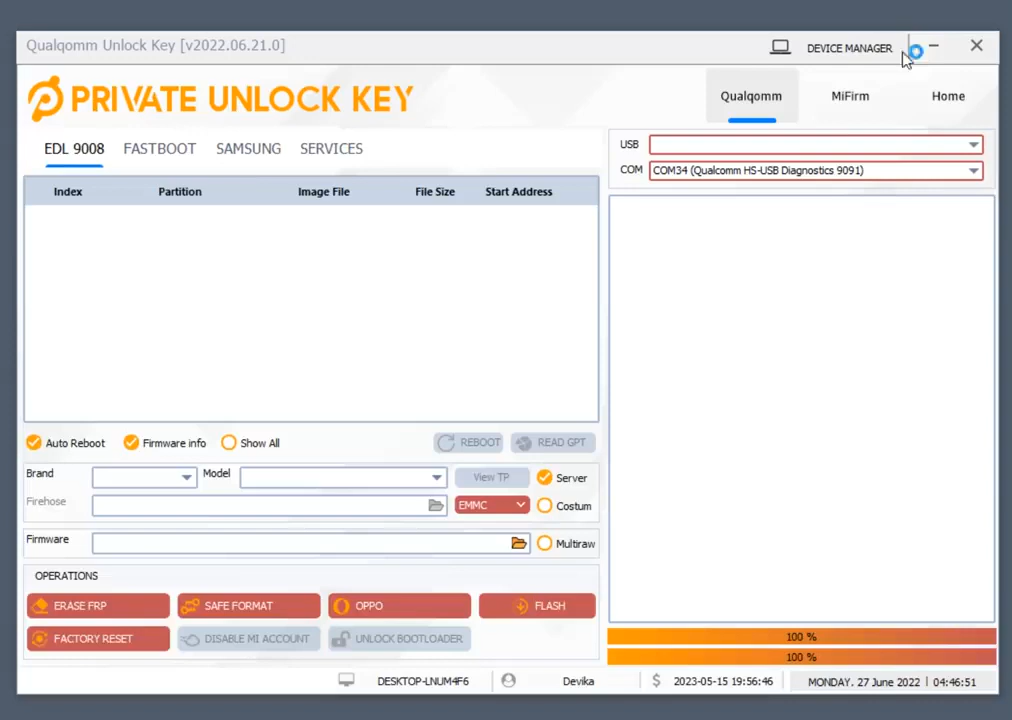 Qualqomm Unlock Key [v2022.06.21.0]
DEVICE MANAGER
PRIVATE UNLOCK KEY
Qualqomm
MiFirm
Home
EDL 9008
FASTBOOT
SAMSUNG
SERVICES
USB
COM
COM34 (Qualcomm HS-USB Diagnostics 9091)
Index
Partition
Image File
File Size
Start Address
Auto Reboot
Firmware info
Show All
REBOOT
READ GPT
Brand
Model
View TP
Server
Firehose
EMMC
Costum
Firmware
Multiraw
OPERATIONS
ERASE FRP
SAFE FORMAT
OPPO
FLASH
FACTORY RESET
DISABLE MI ACCOUNT
UNLOCK BOOTLOADER
100 %
100 %
DESKTOP-LNUM4F6
Devika
$ 2023-05-15 19:56:46
MONDAY. 27 June 2022 | 04:46:51